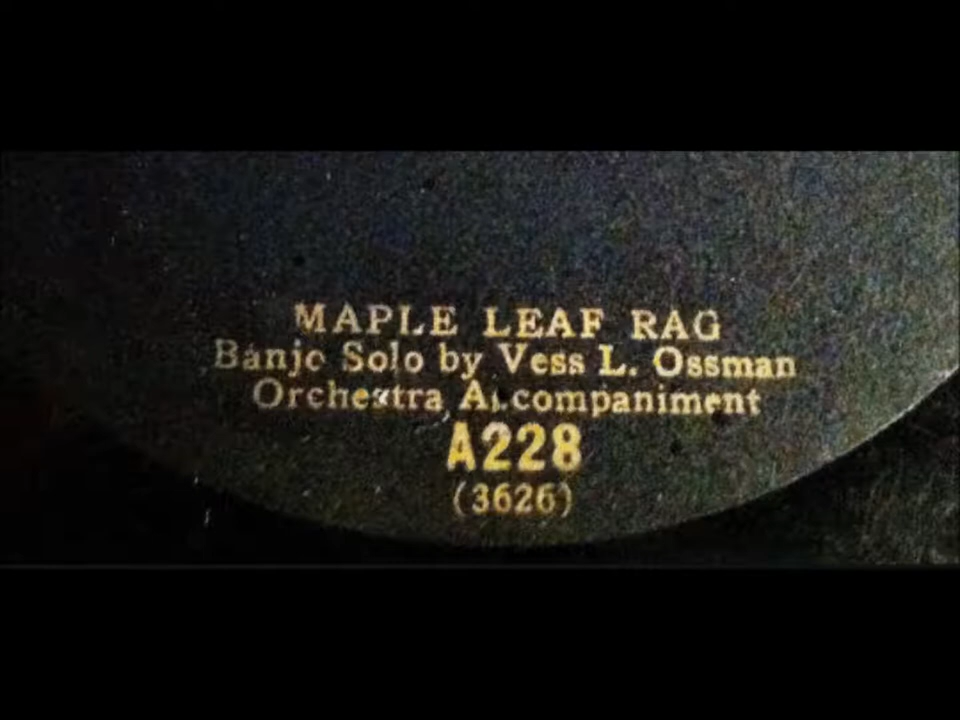 MAPLE LEAF RAG
Banjo Solo by Vess L. Ossman
Orchestra Accompaniment
A228
(3626)